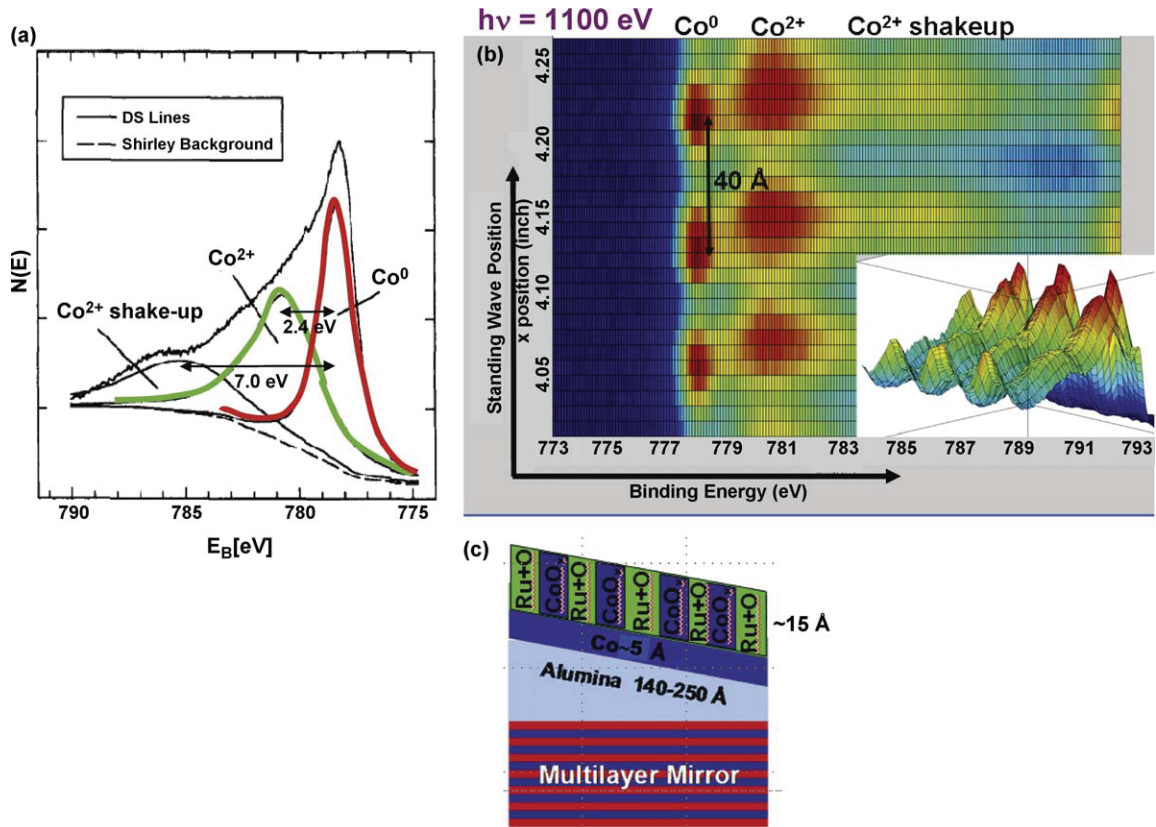 (a)
DS Lines
Shirley Background
N(E)
Co2+ shake-up
Co2+
Co0
2.4 eV
7.0 eV
790
785
780
775
EB[eV]
hν = 1100 eV
Co0
Co2+
Co2+ shakeup
(b)
Standing Wave Position
x position (inch)
4.25
4.20
4.15
4.10
4.05
40 Å
773
775
777
779
781
783
785
787
789
791
793
Binding Energy (eV)
(c)
Ru+O
CoOx
Ru+O
CoOx
Ru+O
CoOx
Ru+O
CoOx
Ru+O
~15 Å
Co~5 Å
Alumina 140-250 Å
Multilayer Mirror